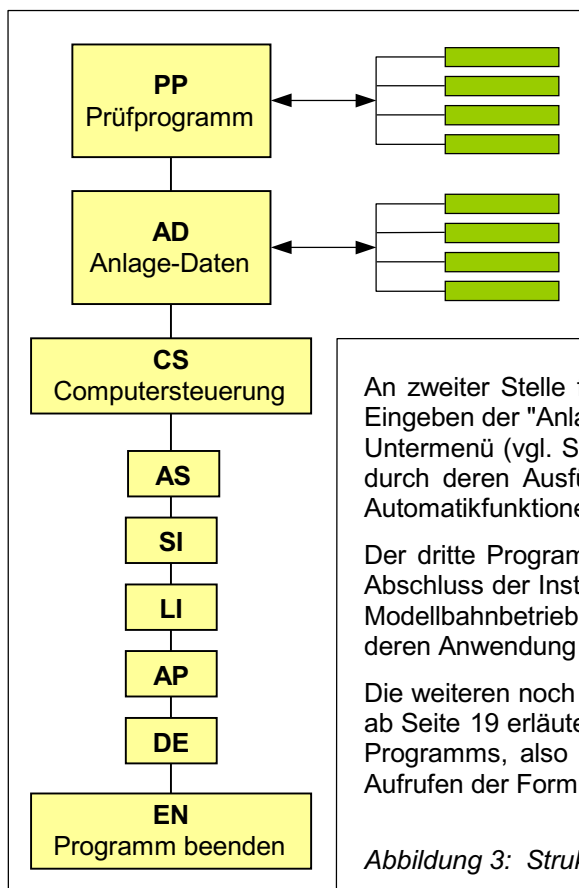 PP
Prüfprogramm
AD
Anlage-Daten
CS
Computersteuerung
AS
SI
LI
AP
DE
EN
Programm beenden
An zweiter Stelle
Eingeben der "Anla
Untermenü (vgl. S
durch deren Ausfü
Automatikfunktione
Der dritte Program
Abschluss der Inst
Modellbahnbetrieb
deren Anwendung
Die weiteren noch
ab Seite 19 erläute
Programms, also
Aufrufen der Form
Abbildung 3: Struk